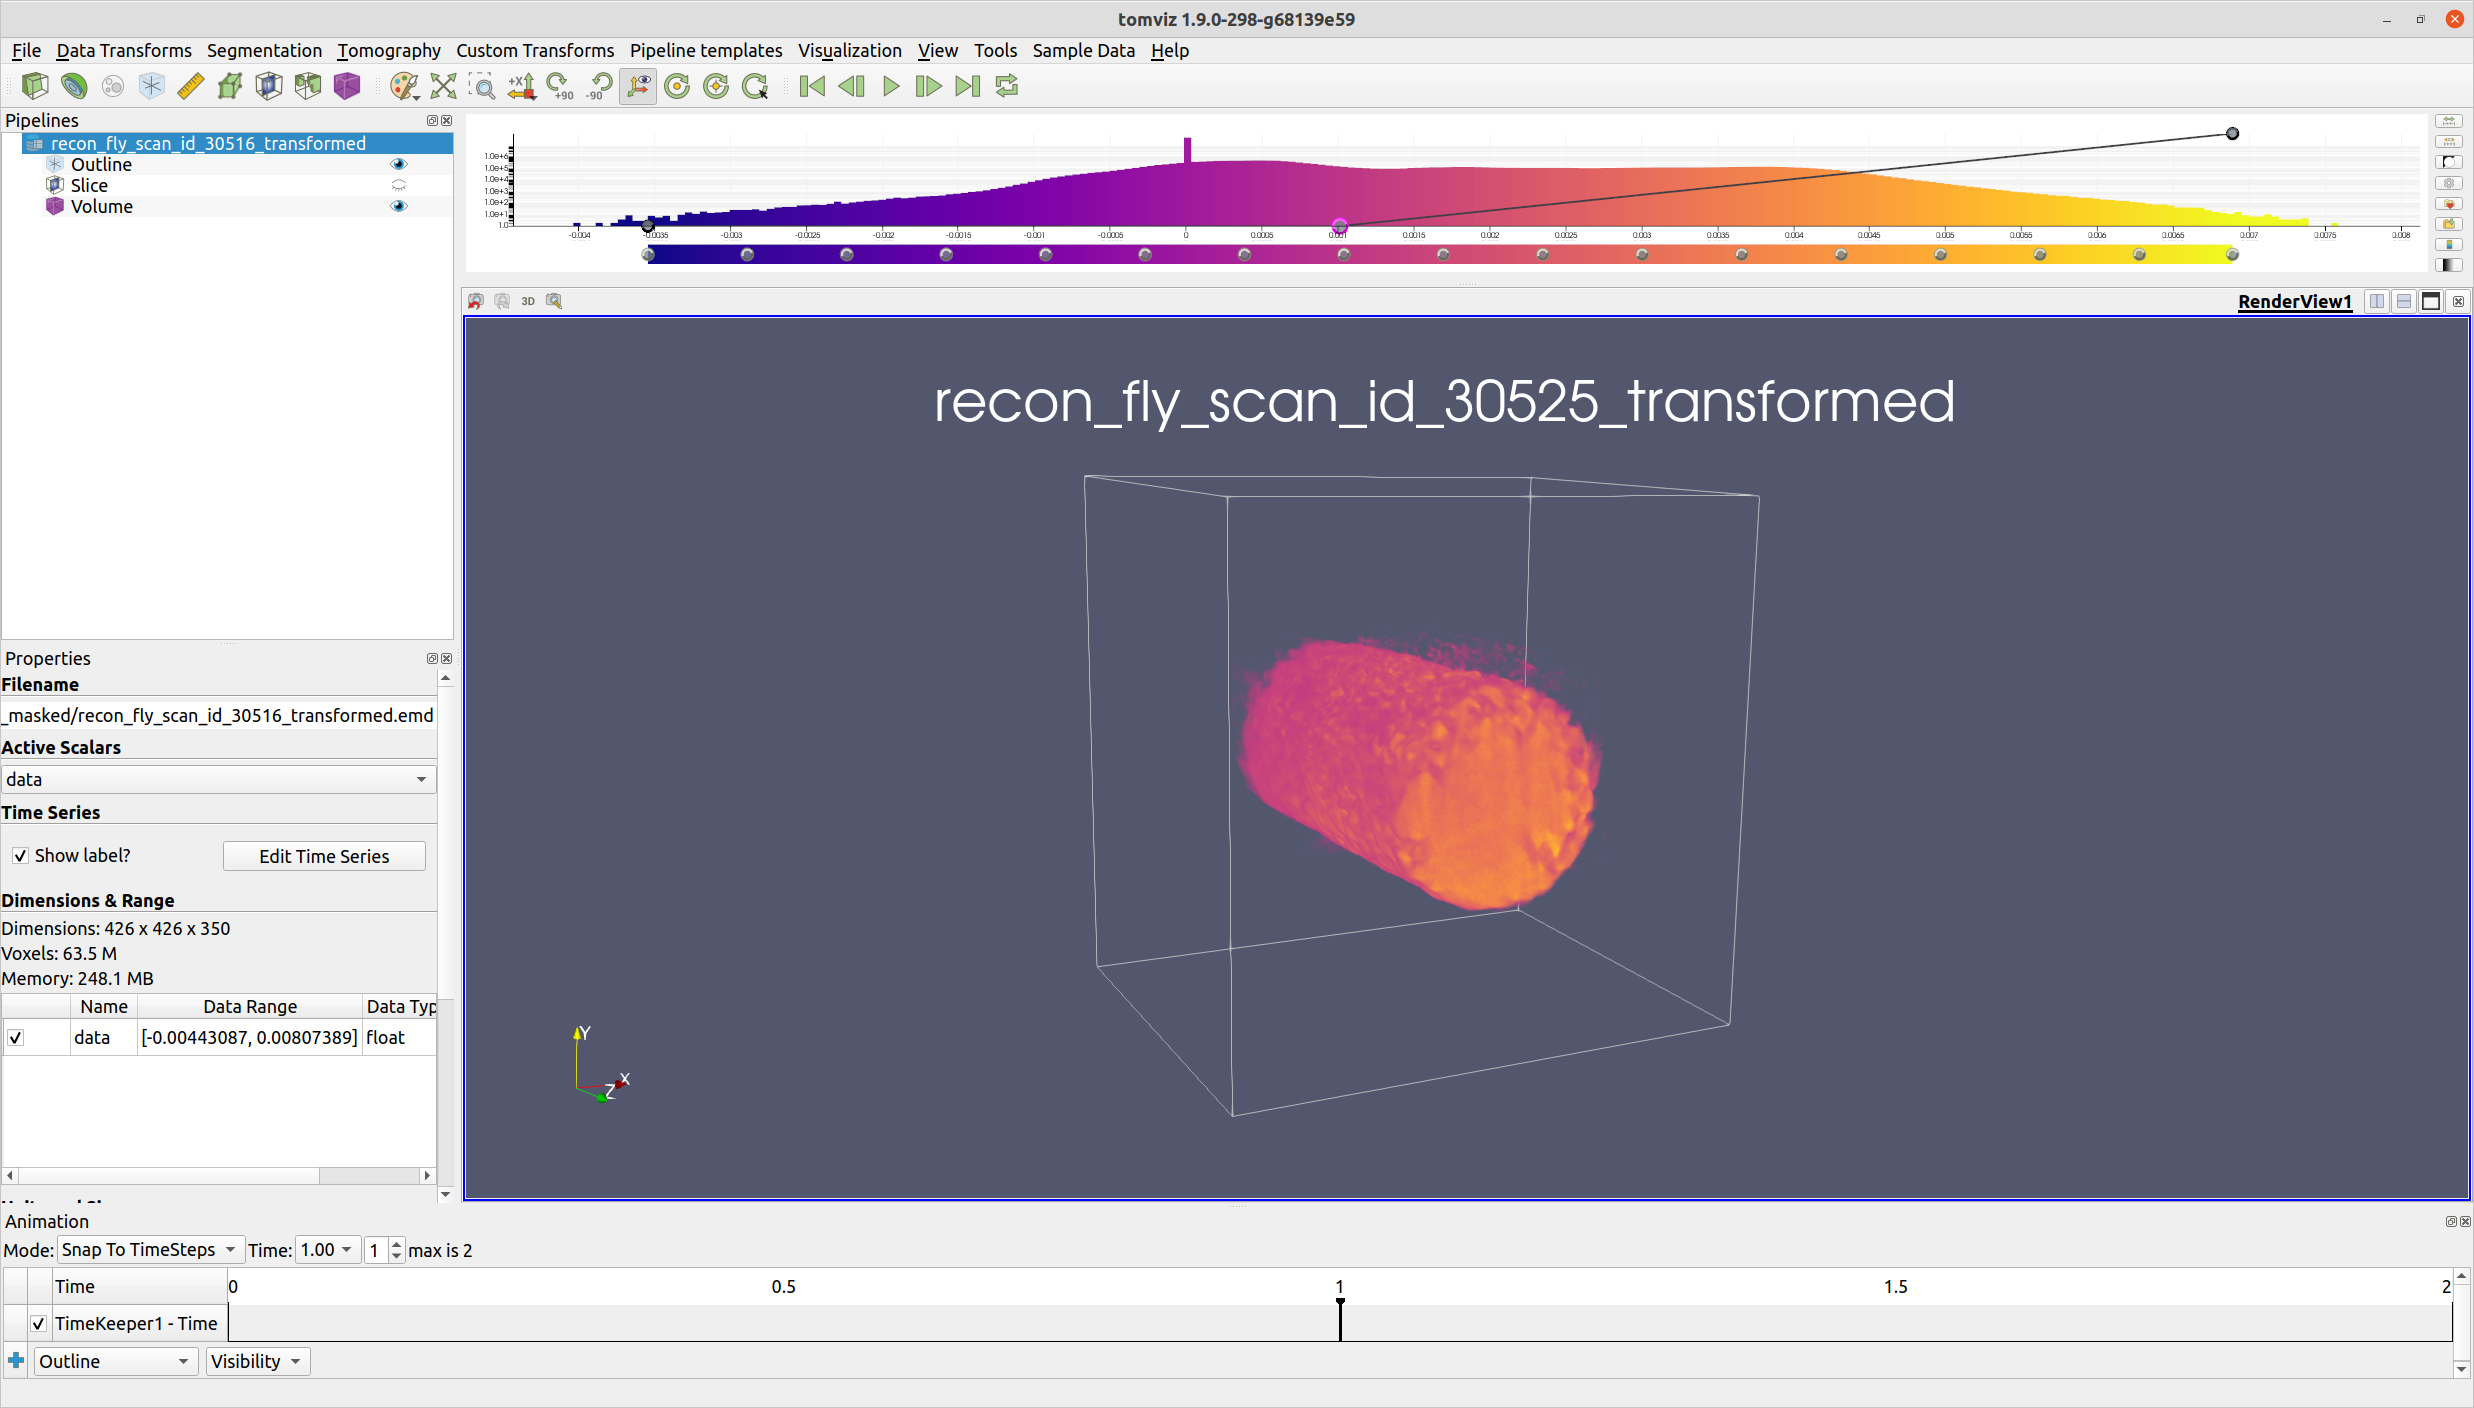 tomviz 1.9.0-298-g68139e59
File Data Transforms Segmentation Tomography Custom Transforms Pipeline templates Visualization View Tools Sample Data Help
+X +90 -90
Pipelines
recon_fly_scan_id_30516_transformed
Outline
Slice
Volume
1.0e+6
1.0e+5
1.0e+4
1.0e+3
1.0e+2
1.0e+1
1.0
-0.004 -0.0035 -0.003 -0.0025 -0.002 -0.0015 -0.001 -0.0005 0 0.0005 0.001 0.0015 0.002 0.0025 0.003 0.0035 0.004 0.0045 0.005 0.0055 0.006 0.0065 0.007 0.0075 0.008
3D RenderView1
recon_fly_scan_id_30525_transformed
Y
X
Z
Properties
Filename
_masked/recon_fly_scan_id_30516_transformed.emd
Active Scalars
data
Time Series
Show label? Edit Time Series
Dimensions & Range
Dimensions: 426 x 426 x 350
Voxels: 63.5 M
Memory: 248.1 MB
Name Data Range Data Typ
data [-0.00443087, 0.00807389] float
Animation
Mode: Snap To TimeSteps Time: 1.00 1 max is 2
Time 0 0.5 1 1.5 2
TimeKeeper1 - Time
Outline Visibility